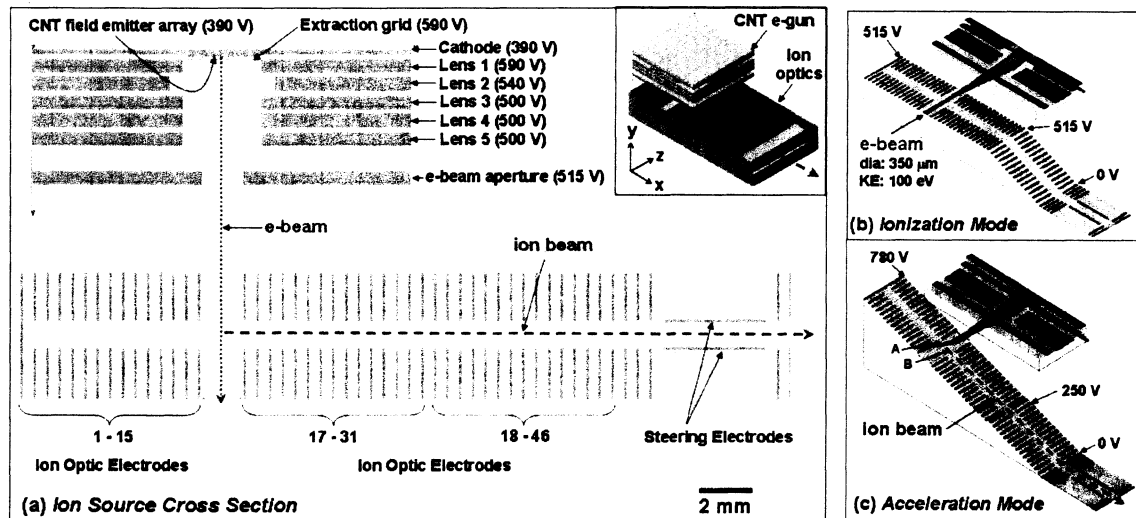 CNT field emitter array (390 V)
Extraction grid (590 V)
Cathode (390 V)
Lens 1 (590 V)
Lens 2 (540 V)
Lens 3 (500 V)
Lens 4 (500 V)
Lens 5 (500 V)
e-beam aperture (515 V)
e-beam
ion beam
1 - 15
17 - 31
18 - 46
Steering Electrodes
Ion Optic Electrodes
Ion Optic Electrodes
(a) Ion Source Cross Section
2 mm
CNT e-gun
Ion
optics
y
z
x
515 V
515 V
e-beam
dia: 350 µm
KE: 100 eV
0 V
(b) Ionization Mode
780 V
A
B
250 V
ion beam
0 V
(c) Acceleration Mode